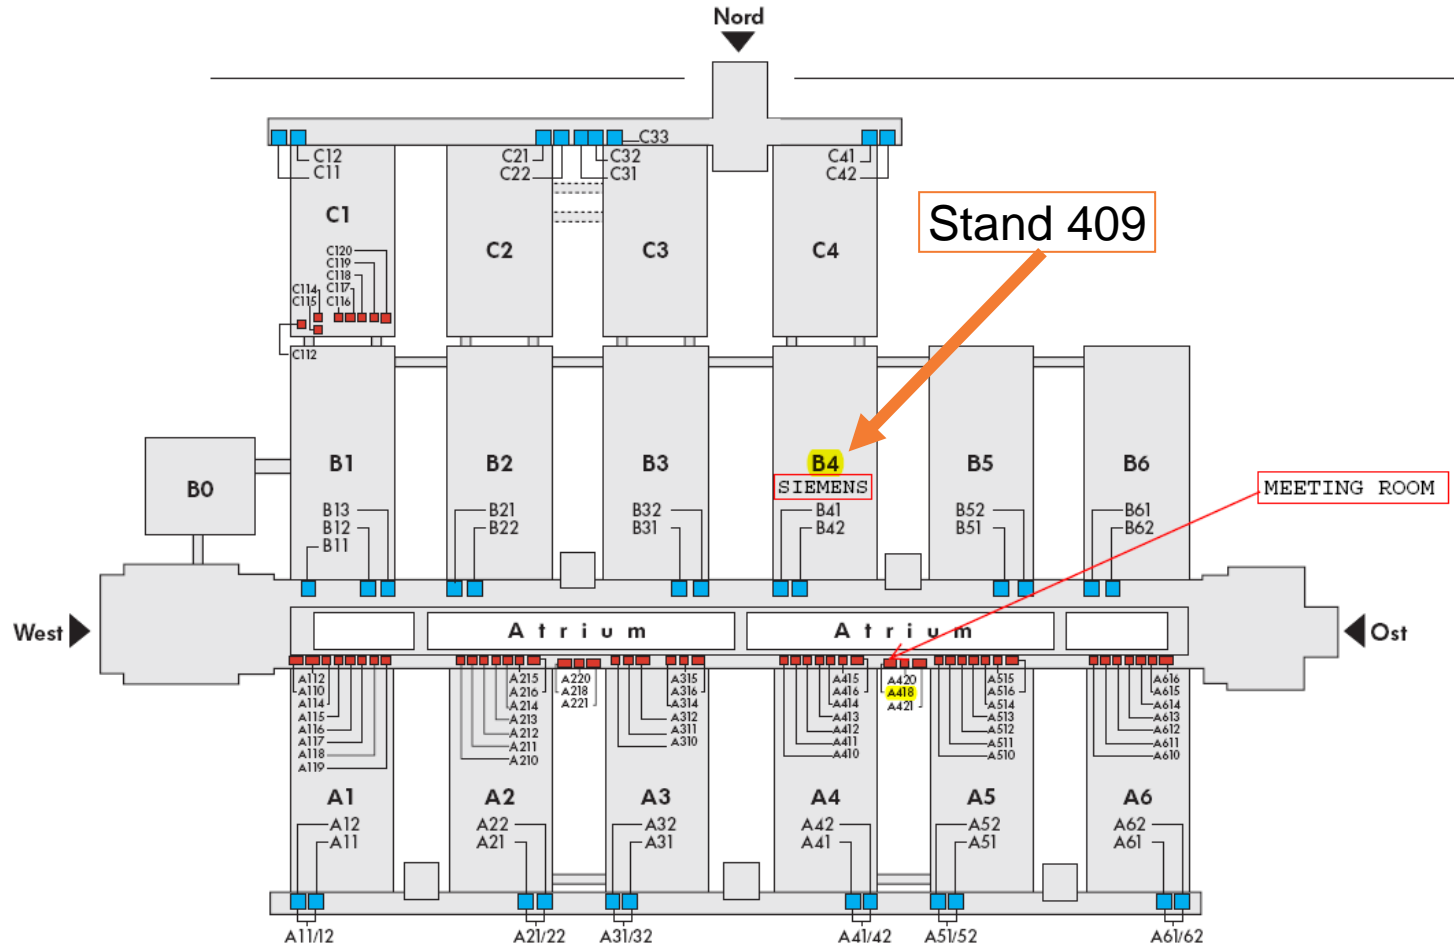 Nord
C33
C12
C11
C21
C22
C32
C31
C41
C42
C1
C2
C3
C4
Stand 409
C120
C119
C118
C117
C116
C114
C115
C112
B0
B1
B2
B3
B4
SIEMENS
B5
B6
MEETING ROOM
B13
B12
B11
B21
B22
B32
B31
B41
B42
B52
B51
B61
B62
West
Atrium
Atrium
Ost
A112
A110
A114
A115
A116
A117
A118
A119
A215
A216
A214
A213
A212
A211
A210
A220
A218
A221
A315
A316
A314
A312
A311
A310
A415
A416
A414
A413
A412
A411
A410
A420
A418
A421
A515
A516
A514
A513
A512
A511
A510
A616
A615
A614
A613
A612
A611
A610
A1
A2
A3
A4
A5
A6
A12
A11
A22
A21
A32
A31
A42
A41
A52
A51
A62
A61
A11/12
A21/22
A31/32
A41/42
A51/52
A61/62